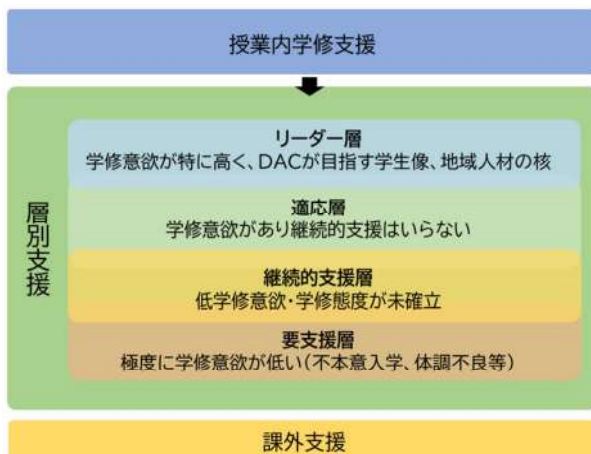 授業内学修支援
層別支援
リーダー層
学修意欲が特に高く、DACが目指す学生像、地域人材の核
適応層
学修意欲があり継続的支援はいらない
継続的支援層
低学修意欲・学修態度が未確立
要支援層
極度に学修意欲が低い(不本意入学、体調不良等)
課外支援